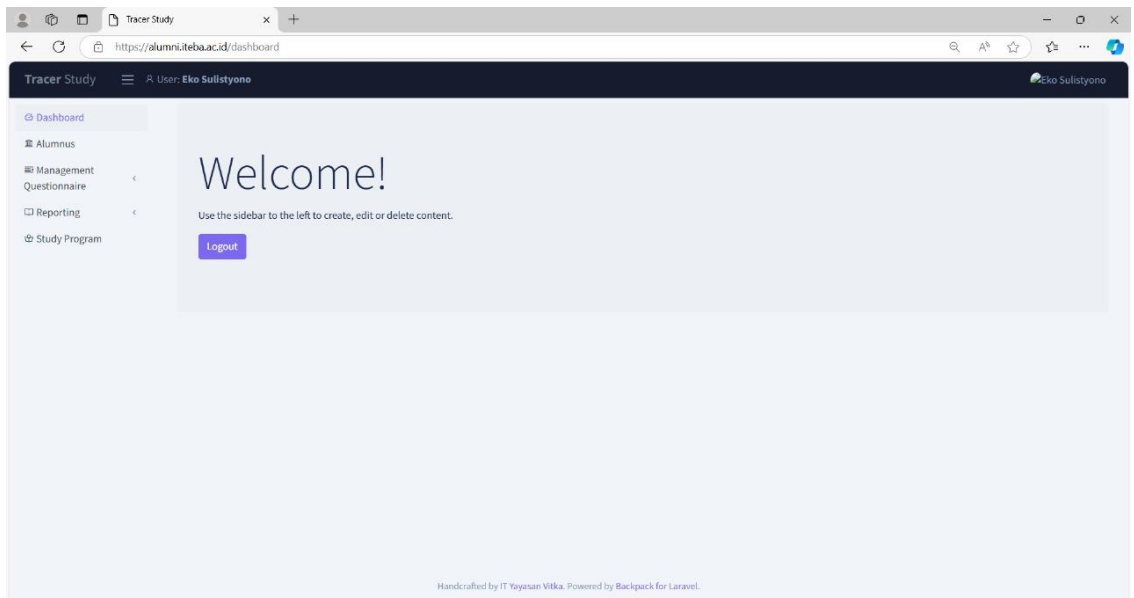 Tracer Study
https://alumni.iteba.ac.id/dashboard
Tracer Study
User: Eko Sulistyono
Eko Sulistyono
Dashboard
Alumnus
Management
Questionnaire
Reporting
Study Program
Welcome!
Use the sidebar to the left to create, edit or delete content.
Logout
Handcrafted by IT Yayasan Vitka. Powered by Backpack for Laravel.